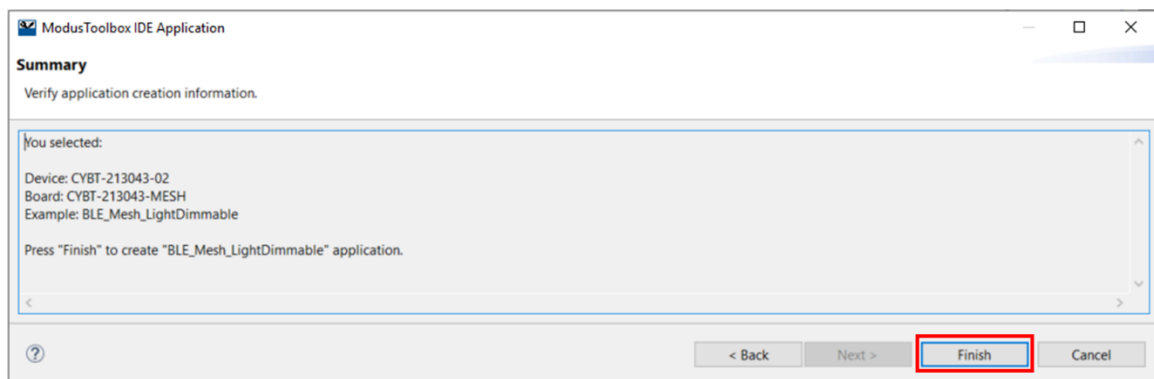 ModusToolbox IDE Application
Summary
Verify application creation information.
You selected:
Device: CYBT-213043-02
Board: CYBT-213043-MESH
Example: BLE_Mesh_LightDimmable
Press "Finish" to create "BLE_Mesh_LightDimmable" application.
? < Back Next > Finish Cancel